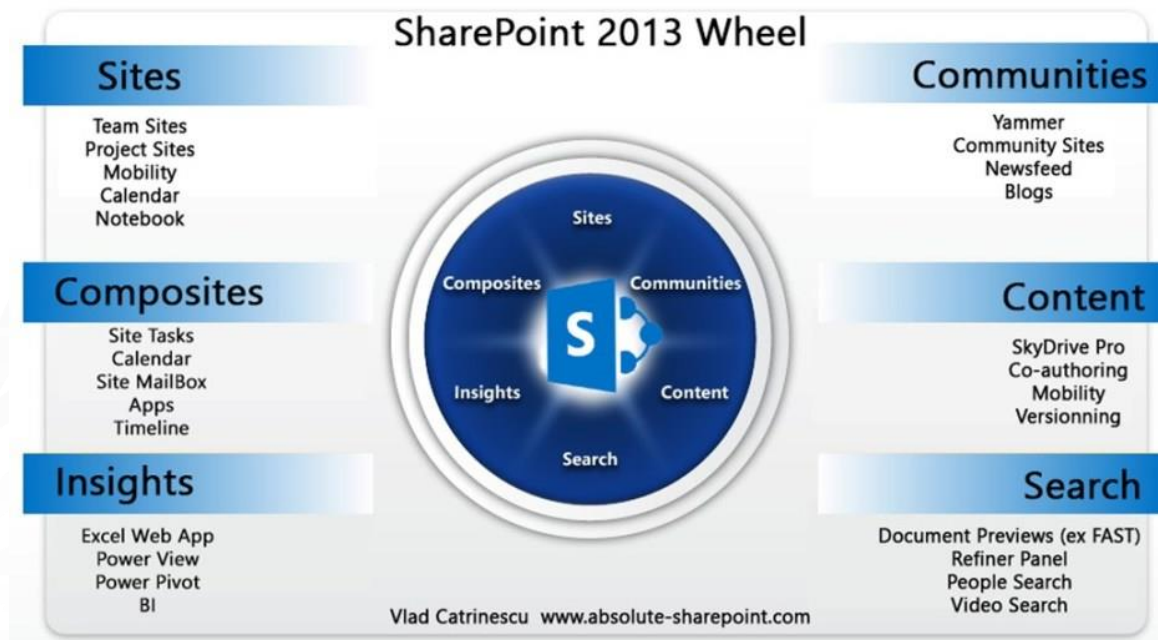 SharePoint 2013 Wheel
Sites
Team Sites
Project Sites
Mobility
Calendar
Notebook
Composites
Site Tasks
Calendar
Site MailBox
Apps
Timeline
Insights
Excel Web App
Power View
Power Pivot
BI
Sites
Composites
Communities
S
Insights
Content
Search
Communities
Yammer
Community Sites
Newsfeed
Blogs
Content
SkyDrive Pro
Co-authoring
Mobility
Versionning
Search
Document Previews (ex FAST)
Refiner Panel
People Search
Video Search
Vlad Catrinescu www.absolute-sharepoint.com